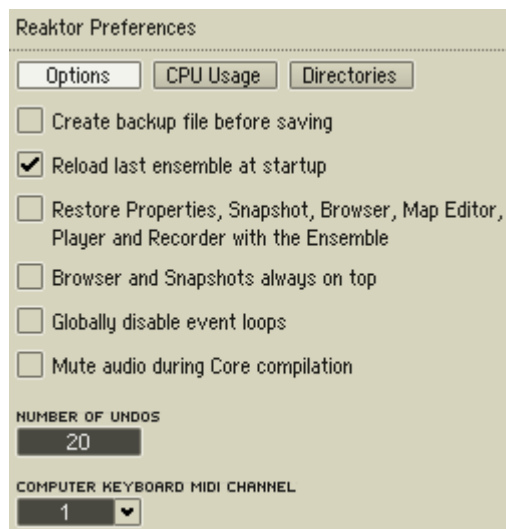 Reaktor Preferences
Options CPU Usage Directories
Create backup file before saving
Reload last ensemble at startup
Restore Properties, Snapshot, Browser, Map Editor,
Player and Recorder with the Ensemble
Browser and Snapshots always on top
Globally disable event loops
Mute audio during Core compilation
NUMBER OF UNDOS
20
COMPUTER KEYBOARD MIDI CHANNEL
1